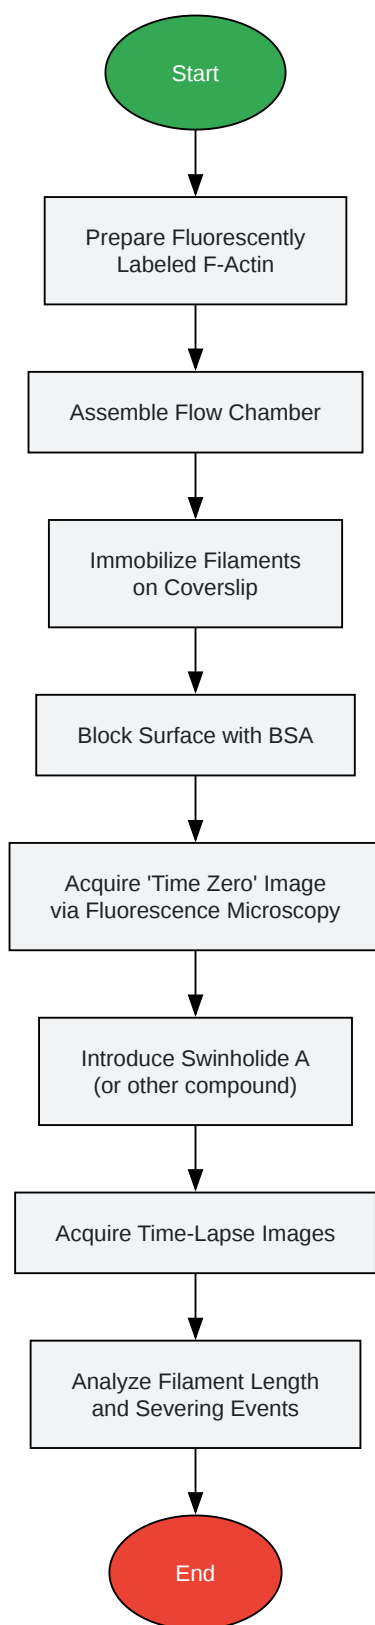 Start
Prepare Fluorescently
Labeled F-Actin
Assemble Flow Chamber
Immobilize Filaments
on Coverslip
Block Surface with BSA
Acquire 'Time Zero' Image
via Fluorescence Microscopy
Introduce Swinholide A
(or other compound)
Acquire Time-Lapse Images
Analyze Filament Length
and Severing Events
End